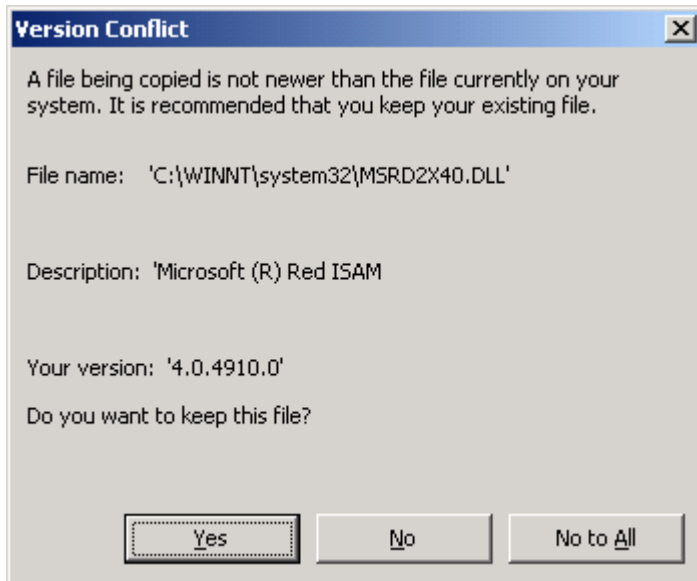 Version Conflict
A file being copied is not newer than the file currently on your
system. It is recommended that you keep your existing file.
File name: 'C:\WINNT\system32\MSRD2X40.DLL'
Description: 'Microsoft (R) Red ISAM
Your version: '4.0.4910.0'
Do you want to keep this file?
Yes No No to All